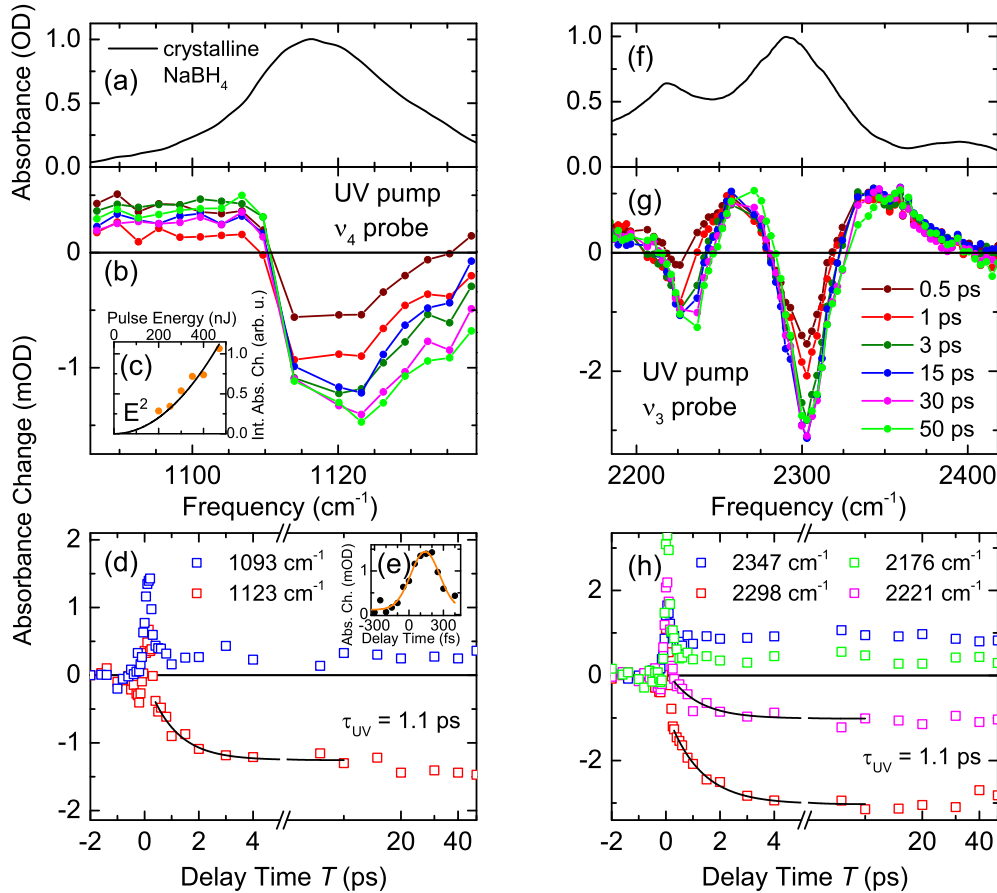 Absorbance (OD)
1.0
0.5
0.0
crystalline
NaBH4
(a)
UV pump
ν4 probe
0
-1
(b)
Pulse Energy (nJ)
0 200 400
(c)
E²
1.0
0.5
0.0
Int. Abs. Ch. (arb. u.)
1100 1120
Frequency (cm⁻¹)
Absorbance Change (mOD)
(f)
1.0
0.5
0.0
(g)
0
-2
0.5 ps
1 ps
3 ps
15 ps
30 ps
50 ps
UV pump
ν3 probe
2200 2300 2400
Frequency (cm⁻¹)
(d)
2
1
0
-1
-2
1093 cm⁻¹
1123 cm⁻¹
(e)
Abs. Ch. (mOD)
1
0
-300 0 300
Delay Time (fs)
τUV = 1.1 ps
-2 0 2 4 20 40
Delay Time T (ps)
(h)
2
0
-2
2347 cm⁻¹ 2176 cm⁻¹
2298 cm⁻¹ 2221 cm⁻¹
τUV = 1.1 ps
-2 0 2 4 20 40
Delay Time T (ps)